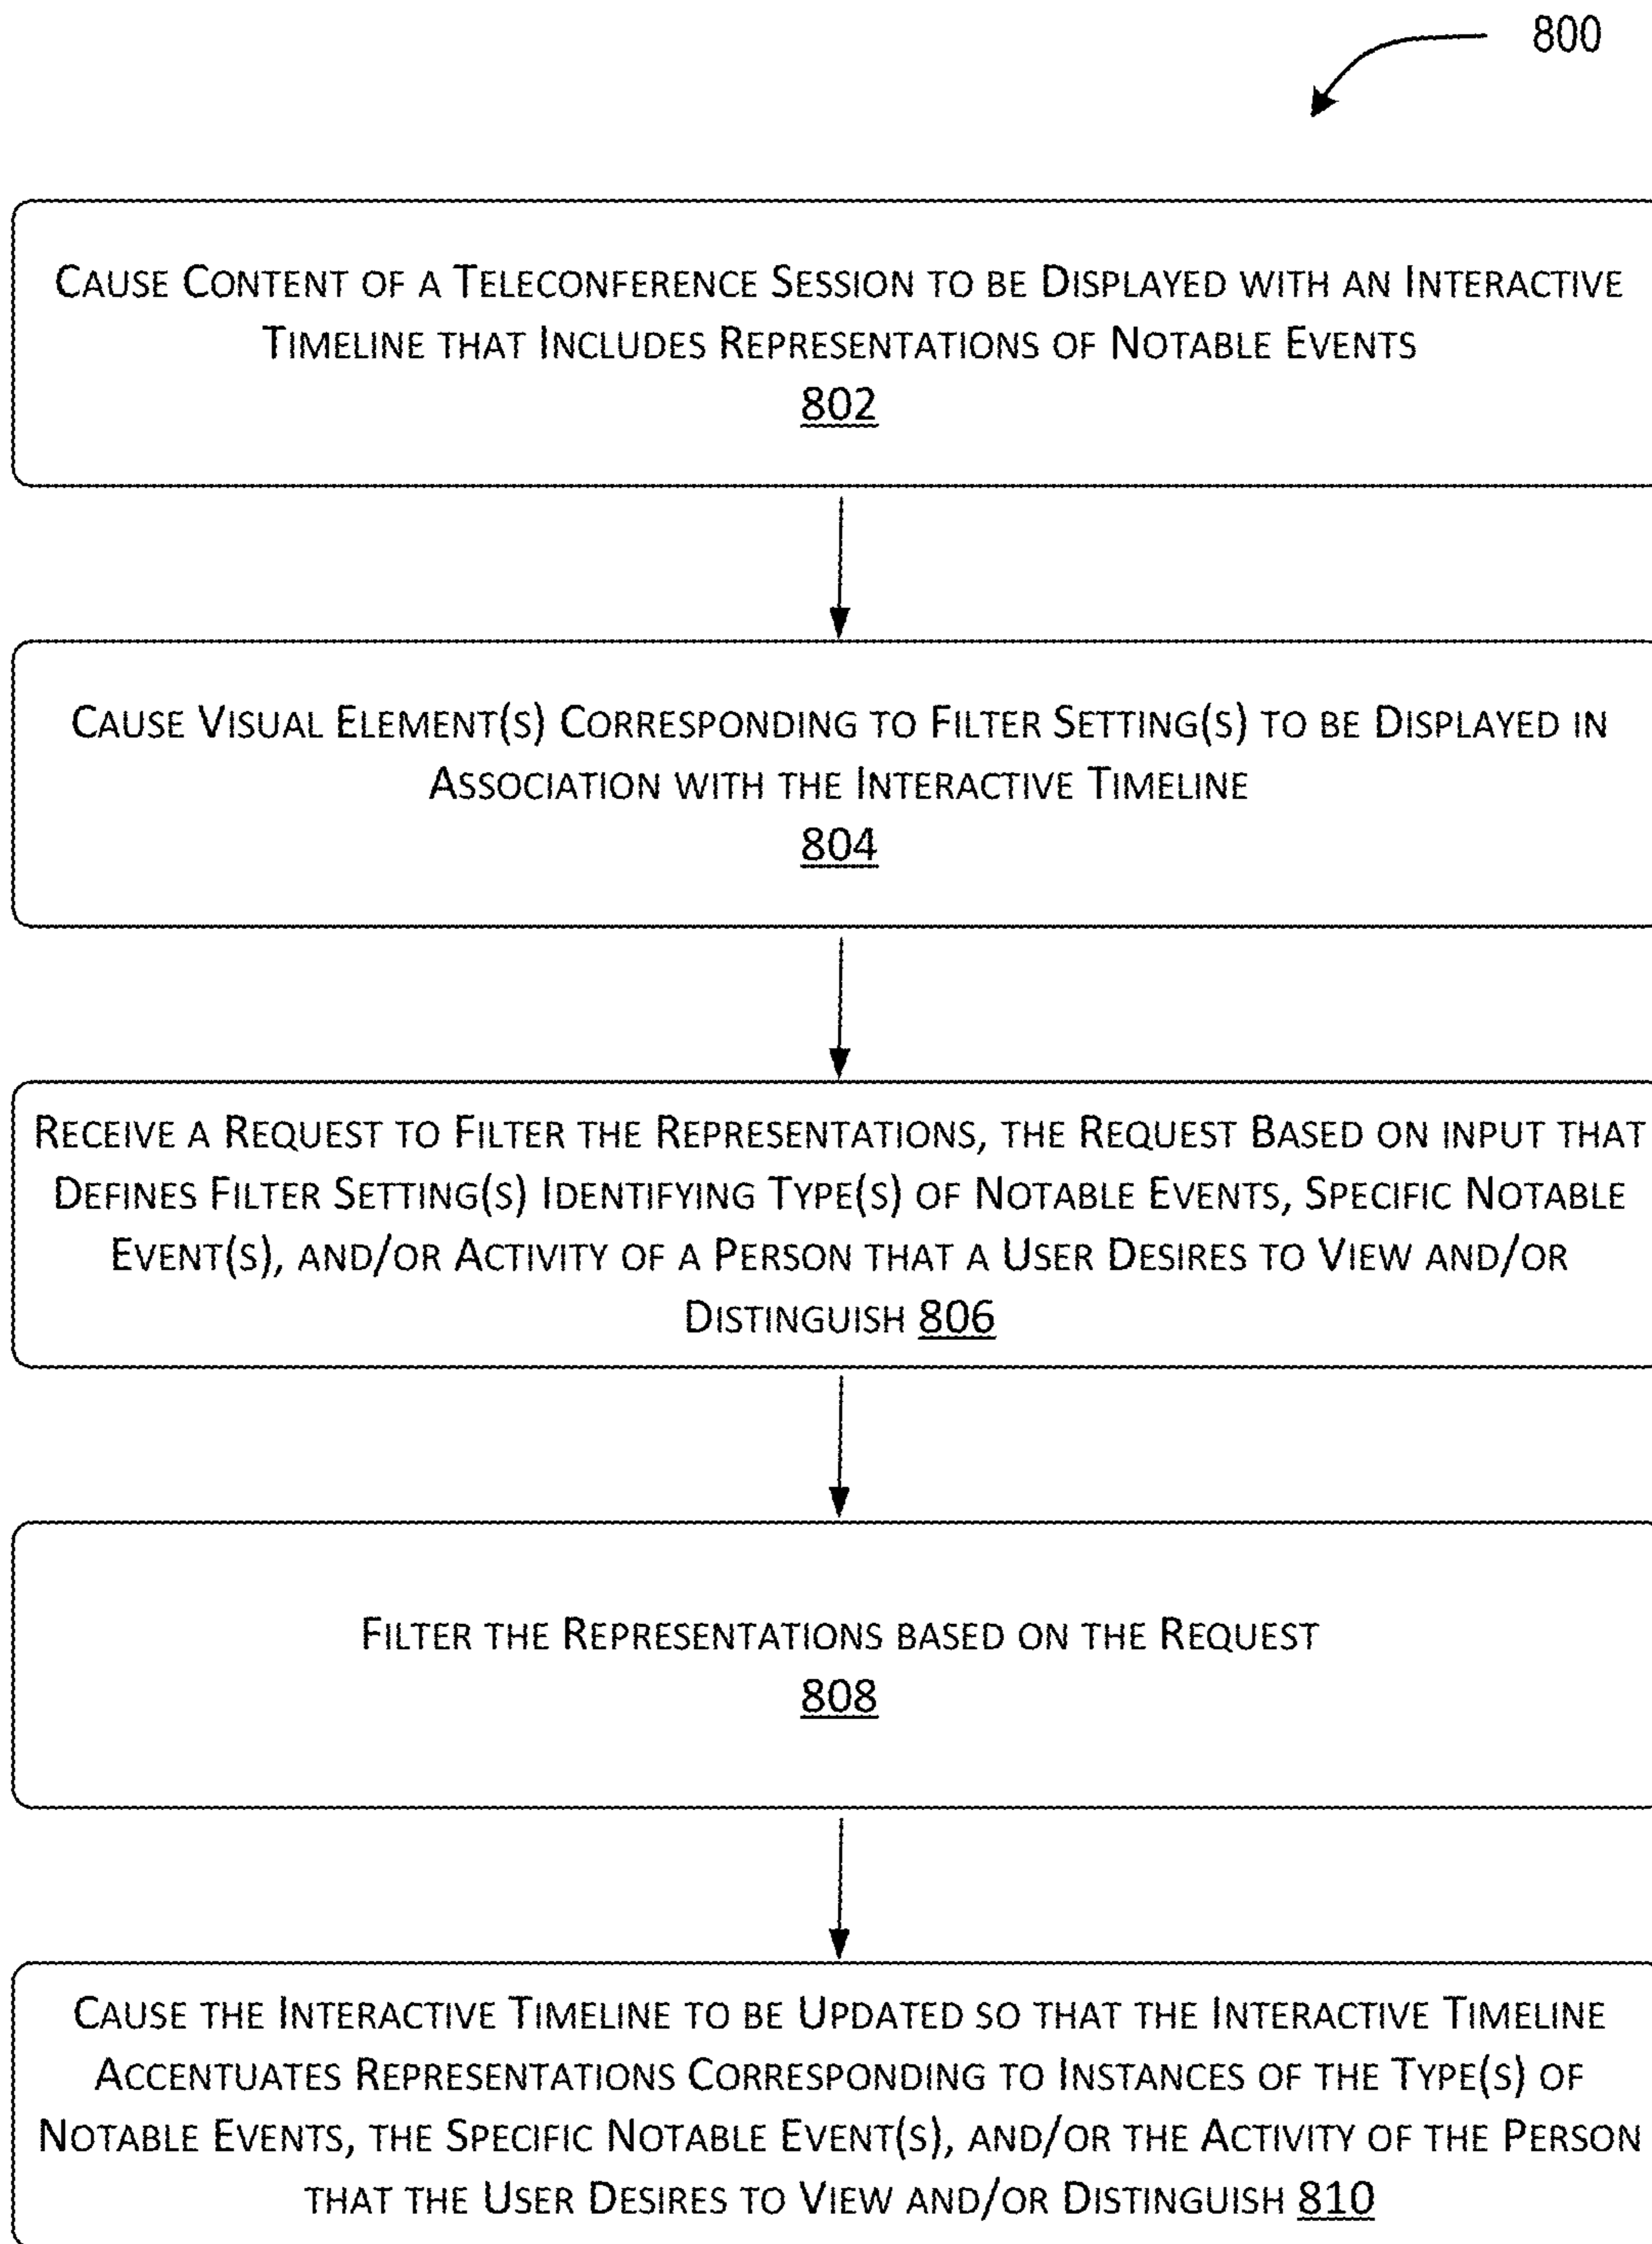 800
Cause Content of a Teleconference Session to be Displayed with an Interactive
Timeline that Includes Representations of Notable Events
802
Cause Visual Element(s) Corresponding to Filter Setting(s) to be Displayed in
Association with the Interactive Timeline
804
Receive a Request to Filter the Representations, the Request Based on input that
Defines Filter Setting(s) Identifying Type(s) of Notable Events, Specific Notable
Event(s), and/or Activity of a Person that a User Desires to View and/or
Distinguish 806
Filter the Representations based on the Request
808
Cause the Interactive Timeline to be Updated so that the Interactive Timeline
Accentuates Representations Corresponding to Instances of the Type(s) of
Notable Events, the Specific Notable Event(s), and/or the Activity of the Person
that the User Desires to View and/or Distinguish 810